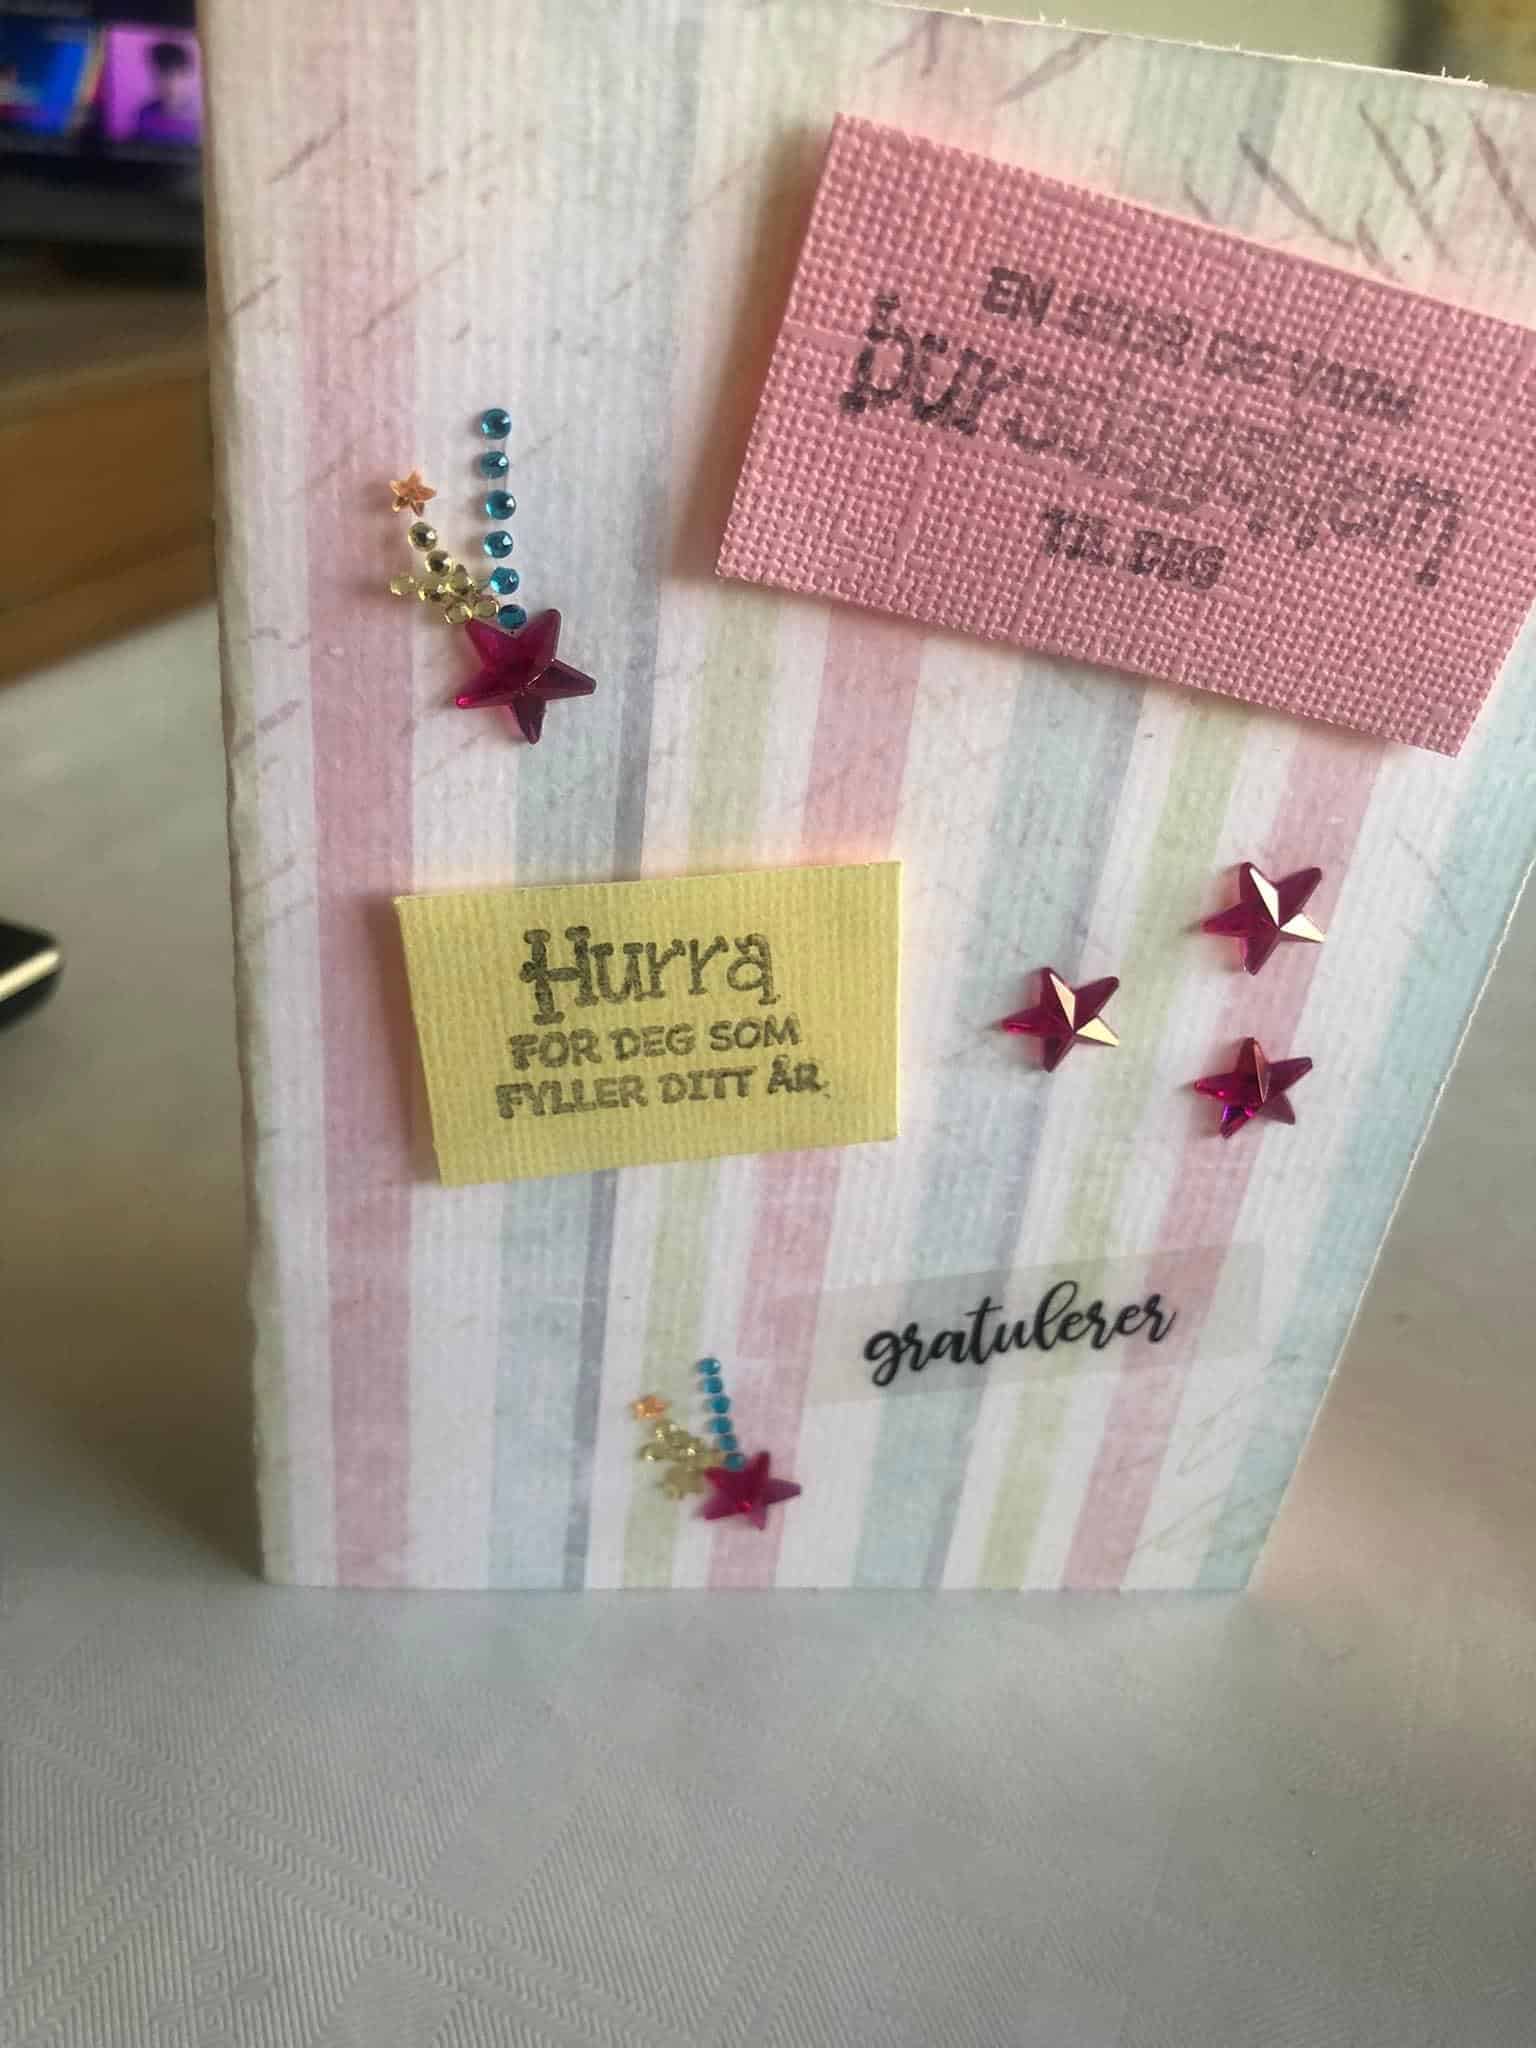 EN STOR OG VARM
bursdagsklem
TIL DEG
Hurra
FOR DEG SOM
FYLLER DITT ÅR
gratulerer